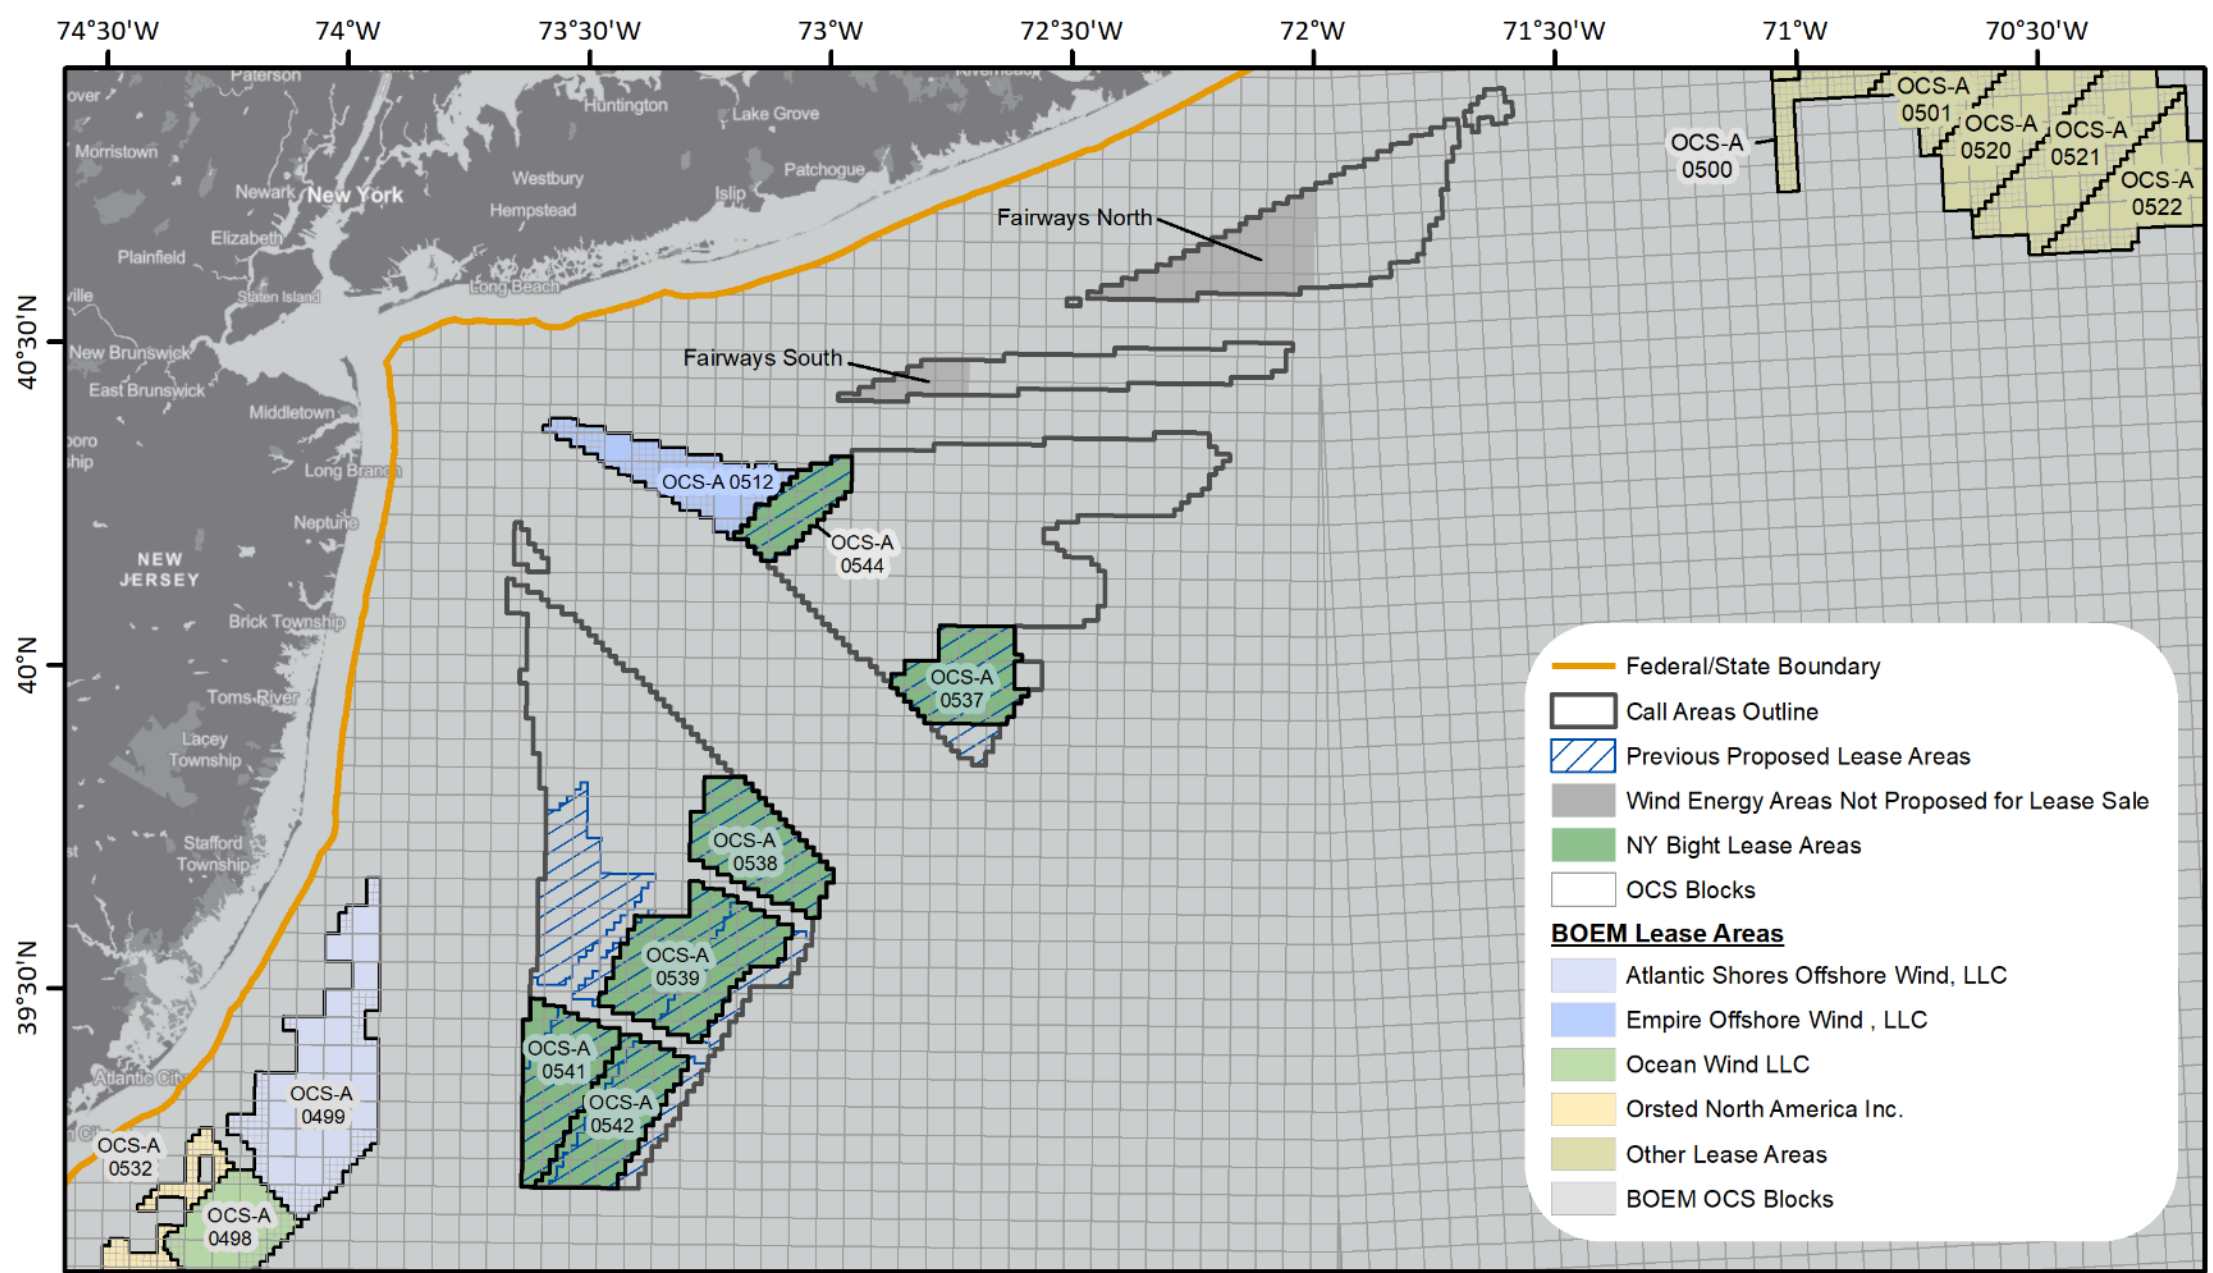 74°30'W 74°W 73°30'W 73°W 72°30'W 72°W 71°30'W 71°W 70°30'W
40°30'N
40°N
39°30'N
Paterson
over
Morristown
Huntington
Lake Grove
Riverhead
Patchogue
Westbury
Islip
Hempstead
Newark
New York
Elizabeth
Plainfield
Staten Island
Long Beach
ville
New Brunswick
East Brunswick
Middletown
boro
ship
Long Branch
Neptune
NEW
JERSEY
Brick Township
Toms River
Lacey
Township
Stafford
Township
st
Atlantic City
n City
Fairways North
Fairways South
OCS-A
0500
OCS-A
0501
OCS-A
0520
OCS-A
0521
OCS-A
0522
OCS-A 0512
OCS-A
0544
OCS-A
0537
OCS-A
0538
OCS-A
0539
OCS-A
0541
OCS-A
0542
OCS-A
0499
OCS-A
0532
OCS-A
0498
Federal/State Boundary
Call Areas Outline
Previous Proposed Lease Areas
Wind Energy Areas Not Proposed for Lease Sale
NY Bight Lease Areas
OCS Blocks
BOEM Lease Areas
Atlantic Shores Offshore Wind, LLC
Empire Offshore Wind , LLC
Ocean Wind LLC
Orsted North America Inc.
Other Lease Areas
BOEM OCS Blocks